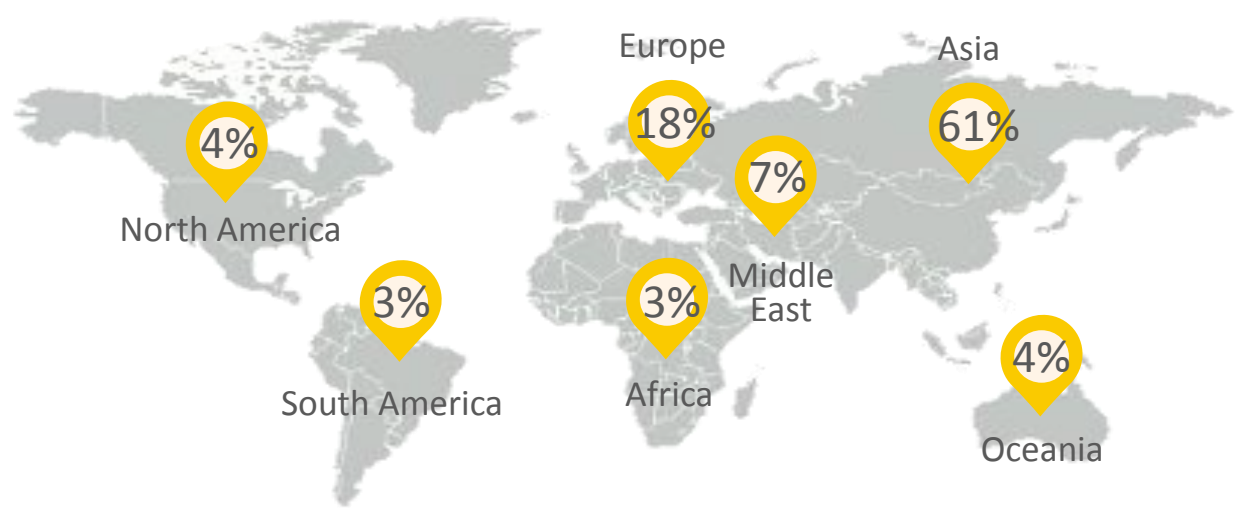 Europe
Asia
18%
61%
4%
7%
North America
Middle
East
3%
3%
4%
South America
Africa
Oceania